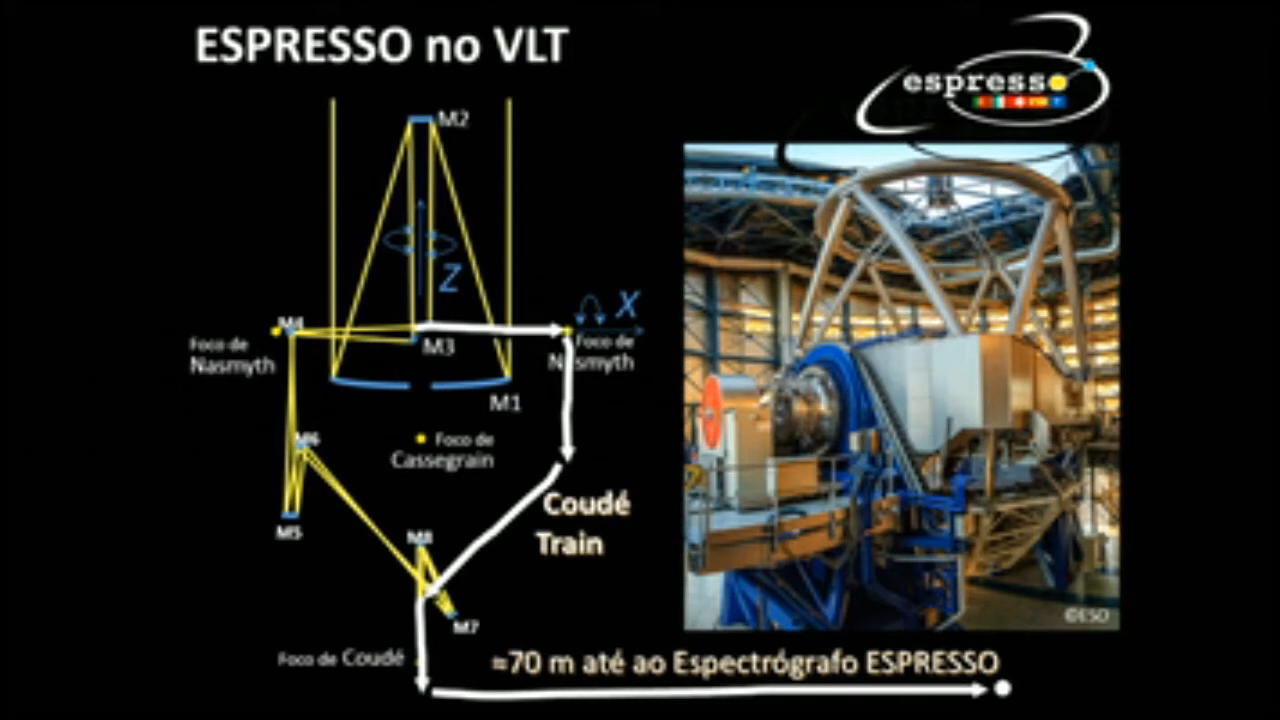 ESPRESSO no VLT
espresso
M2
Z
X
M4
M3
Foco de
Nasmyth
Foco de
Nasmyth
M1
M6
Foco de
Cassegrain
Coudé
Train
M5
M8
M7
©ESO
Foco de Coudé
≈70 m até ao Espectrógrafo ESPRESSO